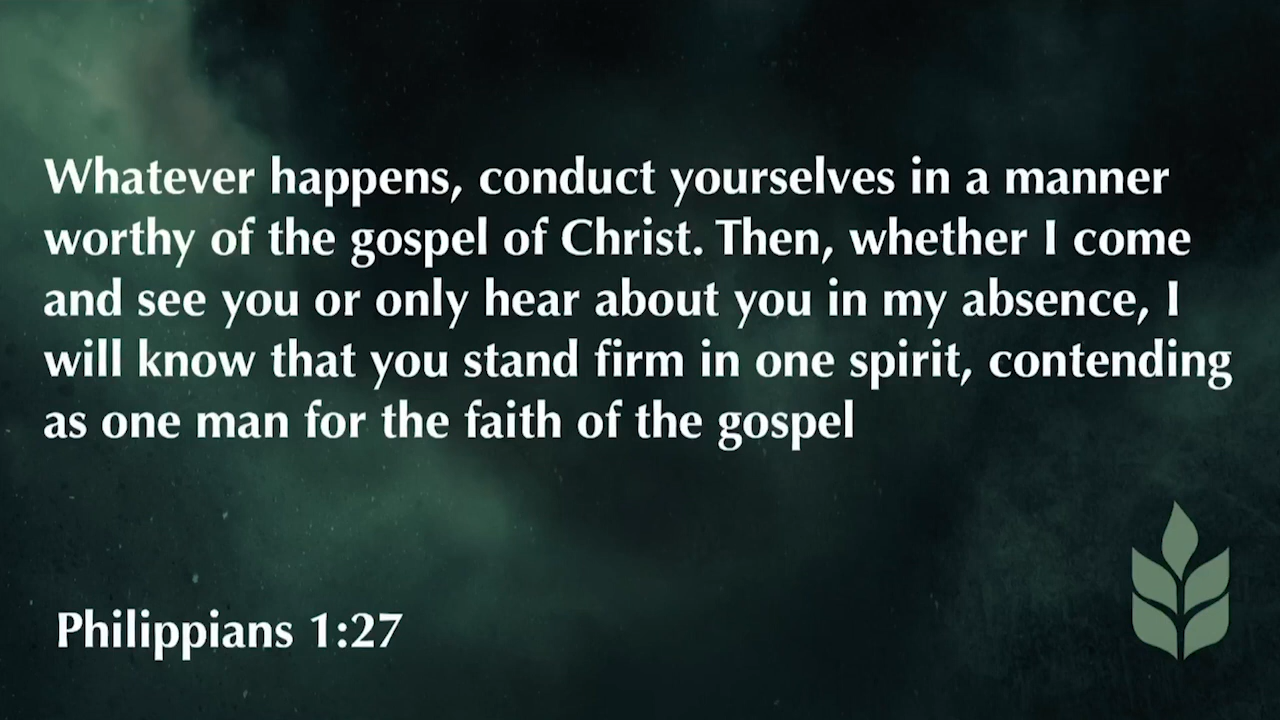 Whatever happens, conduct yourselves in a manner
worthy of the gospel of Christ. Then, whether I come
and see you or only hear about you in my absence, I
will know that you stand firm in one spirit, contending
as one man for the faith of the gospel
Philippians 1:27